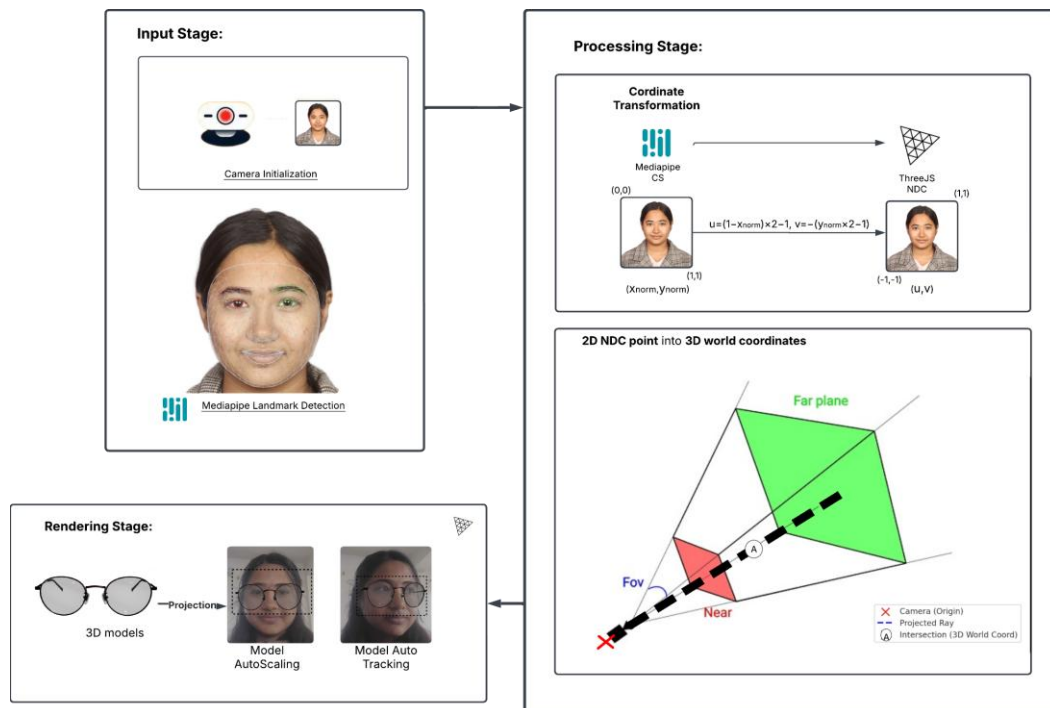 Input Stage:
Camera Initialization
Mediapipe Landmark Detection
Processing Stage:
Cordinate
Transformation
Mediapipe
CS
ThreeJS
NDC
(0,0)
(1,1)
u=(1−xnorm)×2−1, v=−(ynorm×2−1)
(1,1)
(-1,-1)
(xnorm,ynorm)
(u,v)
2D NDC point into 3D world coordinates
Far plane
A
Fov
Near
Camera (Origin)
Projected Ray
A Intersection (3D World Coord)
Rendering Stage:
Projection
3D models
Model
AutoScaling
Model Auto
Tracking